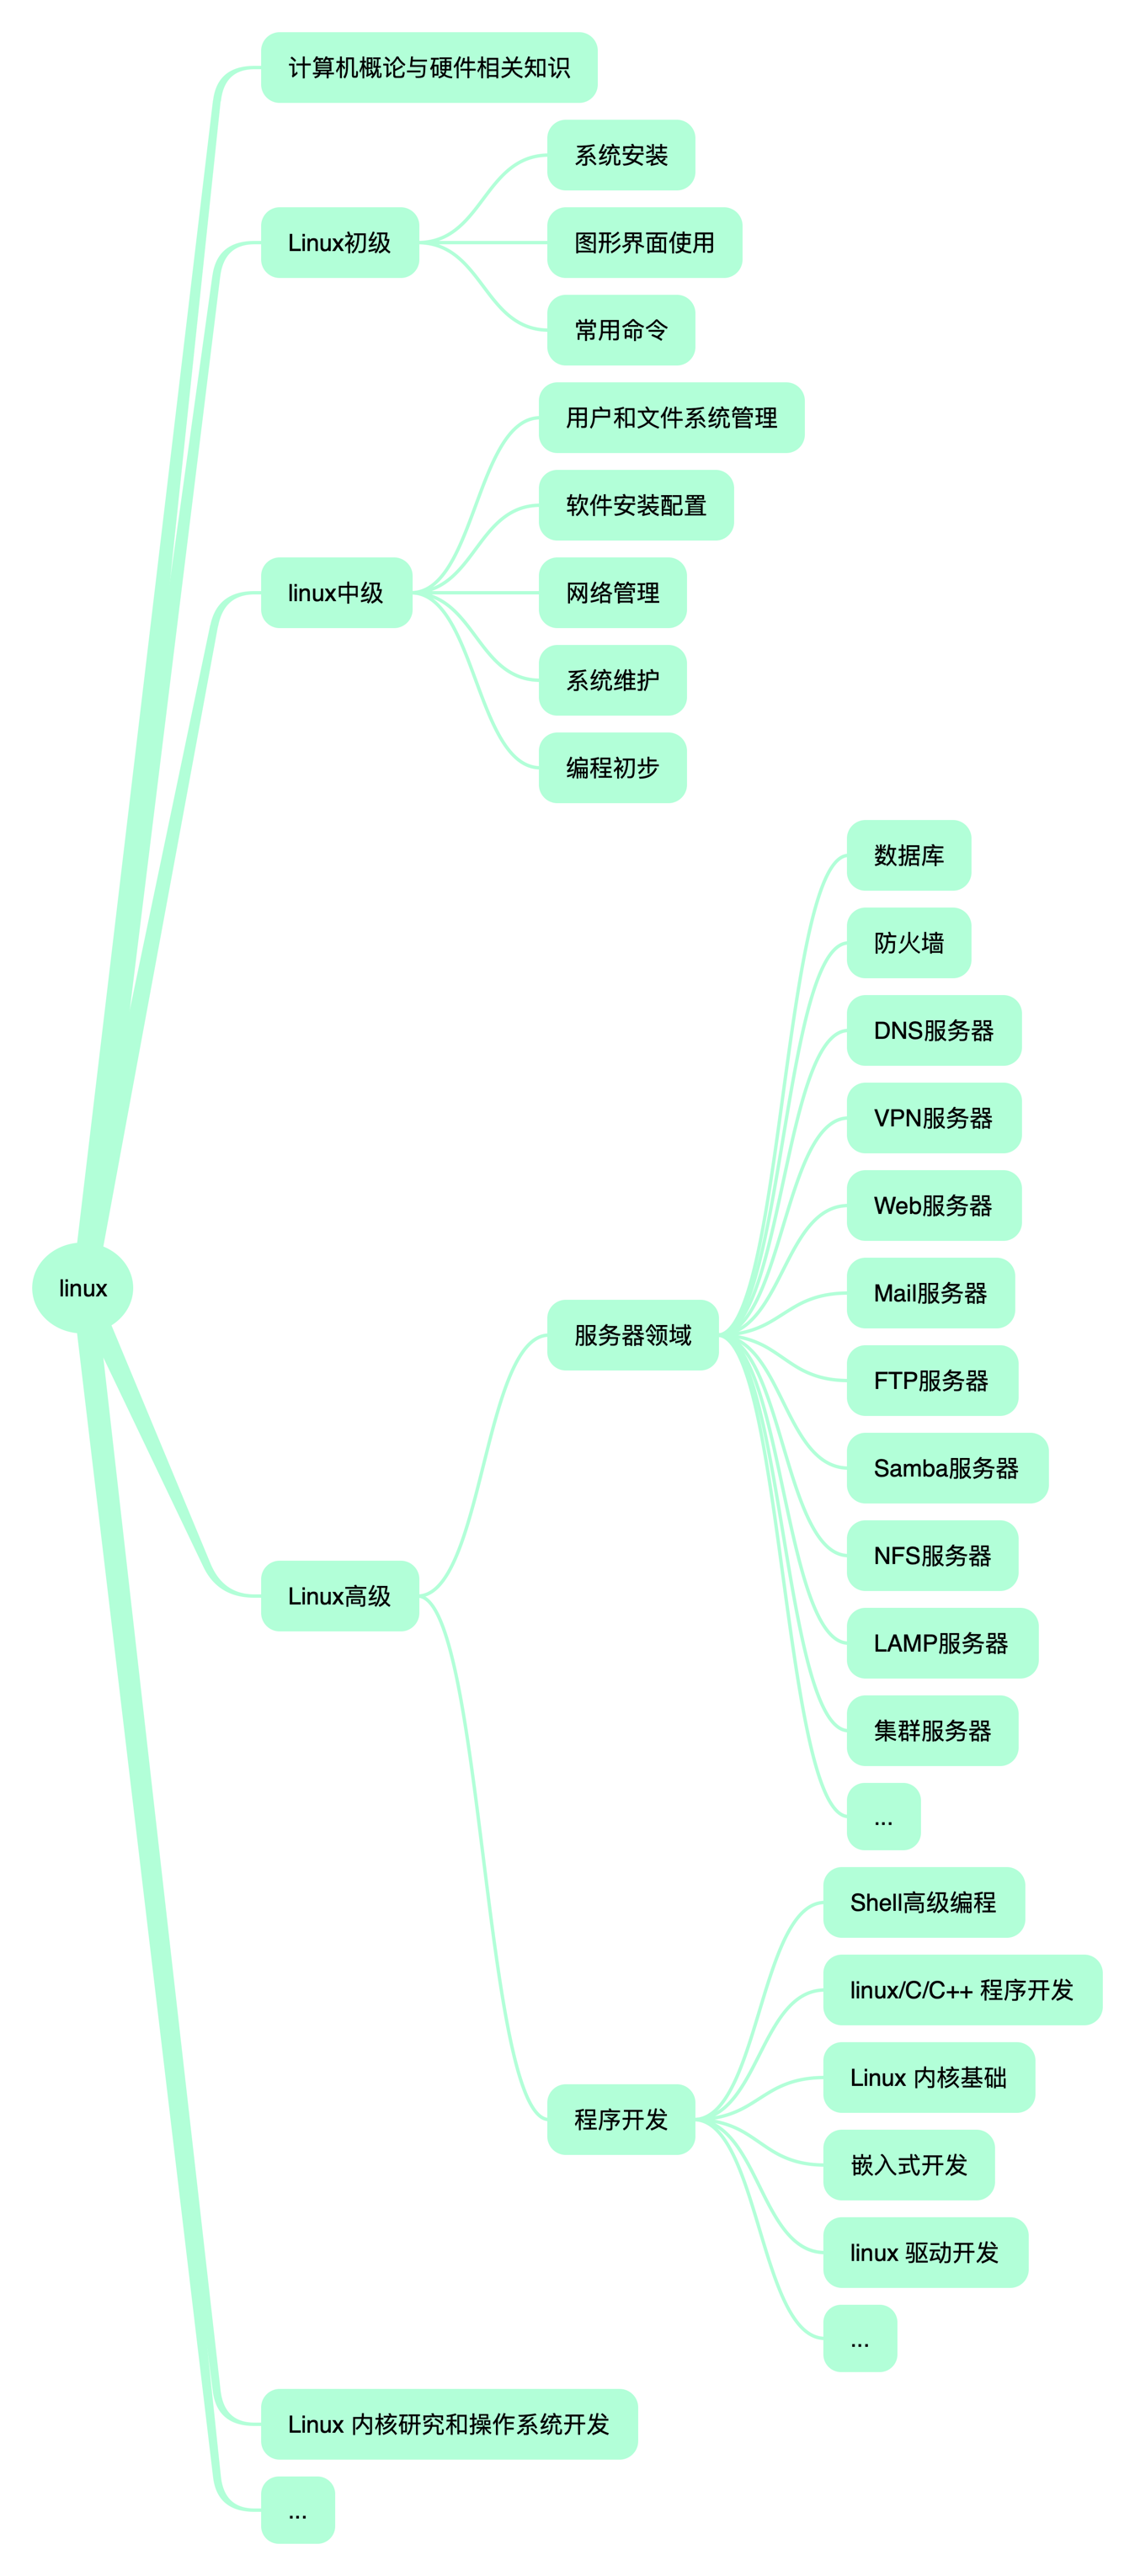 计算机概论与硬件相关知识
系统安装
Linux初级
图形界面使用
常用命令
用户和文件系统管理
软件安装配置
linux中级
网络管理
系统维护
编程初步
数据库
防火墙
DNS服务器
VPN服务器
Web服务器
linux
Mail服务器
服务器领域
FTP服务器
Samba服务器
NFS服务器
Linux高级
LAMP服务器
集群服务器
...
Shell高级编程
linux/C/C++ 程序开发
Linux 内核基础
程序开发
嵌入式开发
linux 驱动开发
...
Linux 内核研究和操作系统开发
...